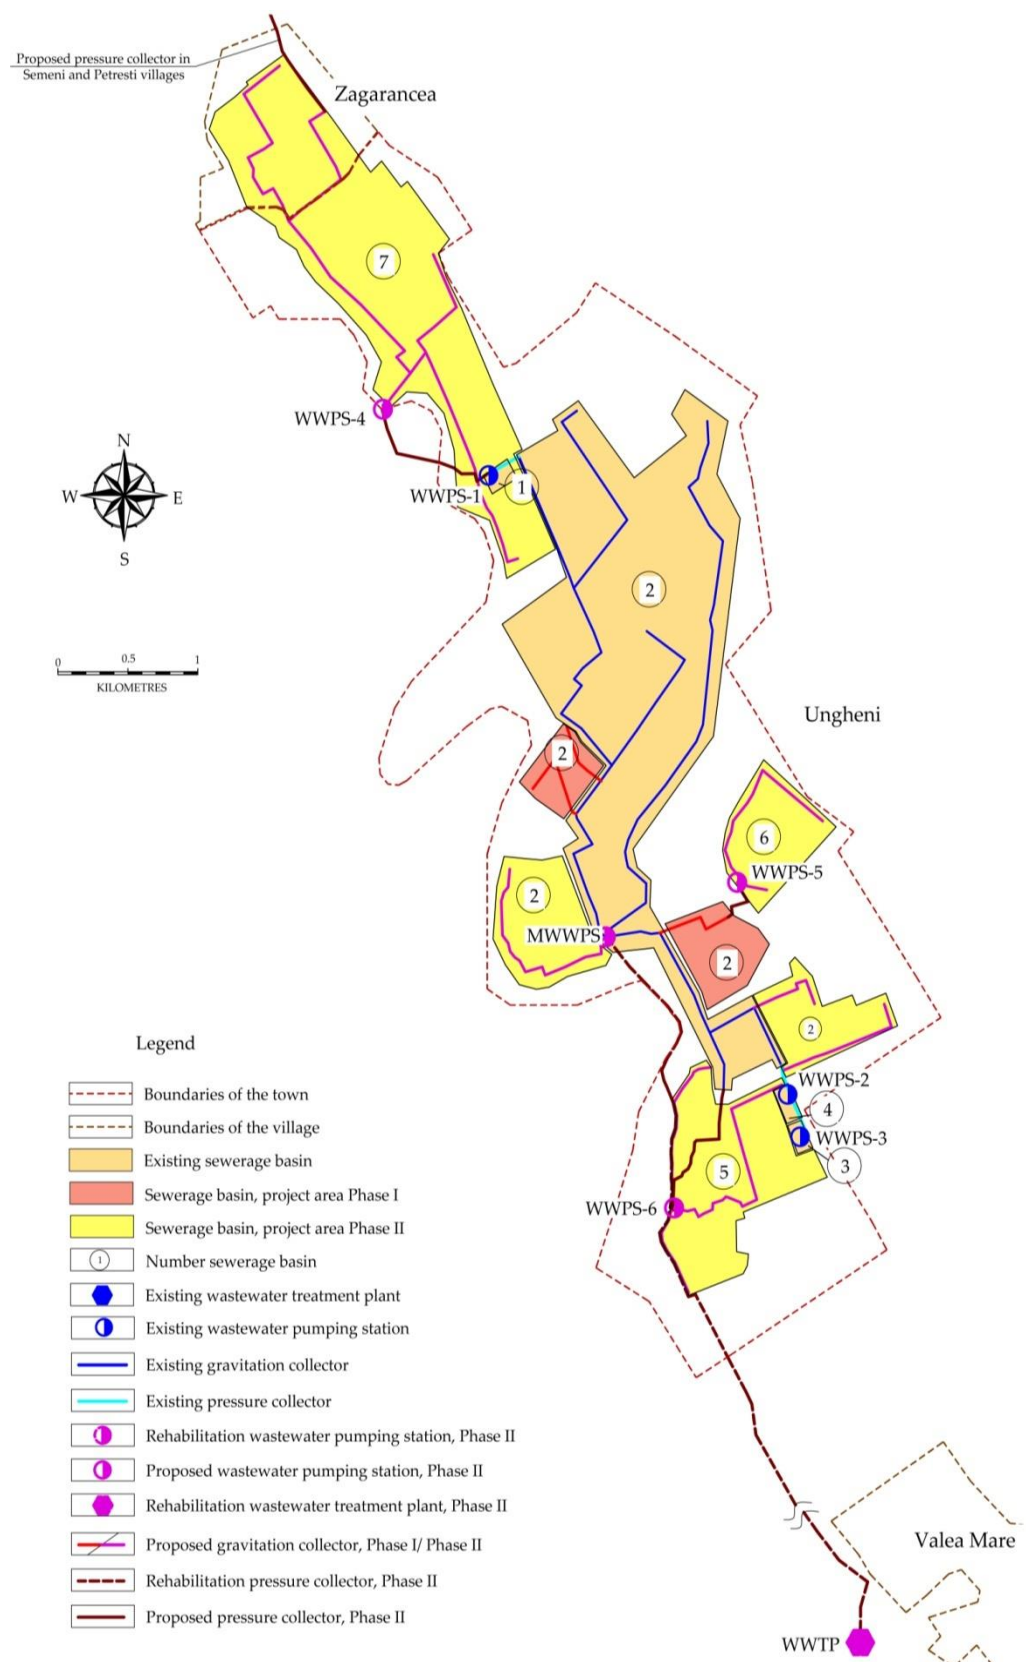 Proposed pressure collector in
Semeni and Petresti villages
Zagarancea
7
WWPS-4
WWPS-1
1
N
W
E
S
0
0.5
1
KILOMETRES
2
Ungheni
2
6
WWPS-5
2
MWWPS
2
2
WWPS-2
4
WWPS-3
3
5
WWPS-6
Legend
Boundaries of the town
Boundaries of the village
Existing sewerage basin
Sewerage basin, project area Phase I
Sewerage basin, project area Phase II
1
Number sewerage basin
Existing wastewater treatment plant
Existing wastewater pumping station
Existing gravitation collector
Existing pressure collector
Rehabilitation wastewater pumping station, Phase II
Proposed wastewater pumping station, Phase II
Rehabilitation wastewater treatment plant, Phase II
Proposed gravitation collector, Phase I/ Phase II
Rehabilitation pressure collector, Phase II
Proposed pressure collector, Phase II
Valea Mare
WWTP